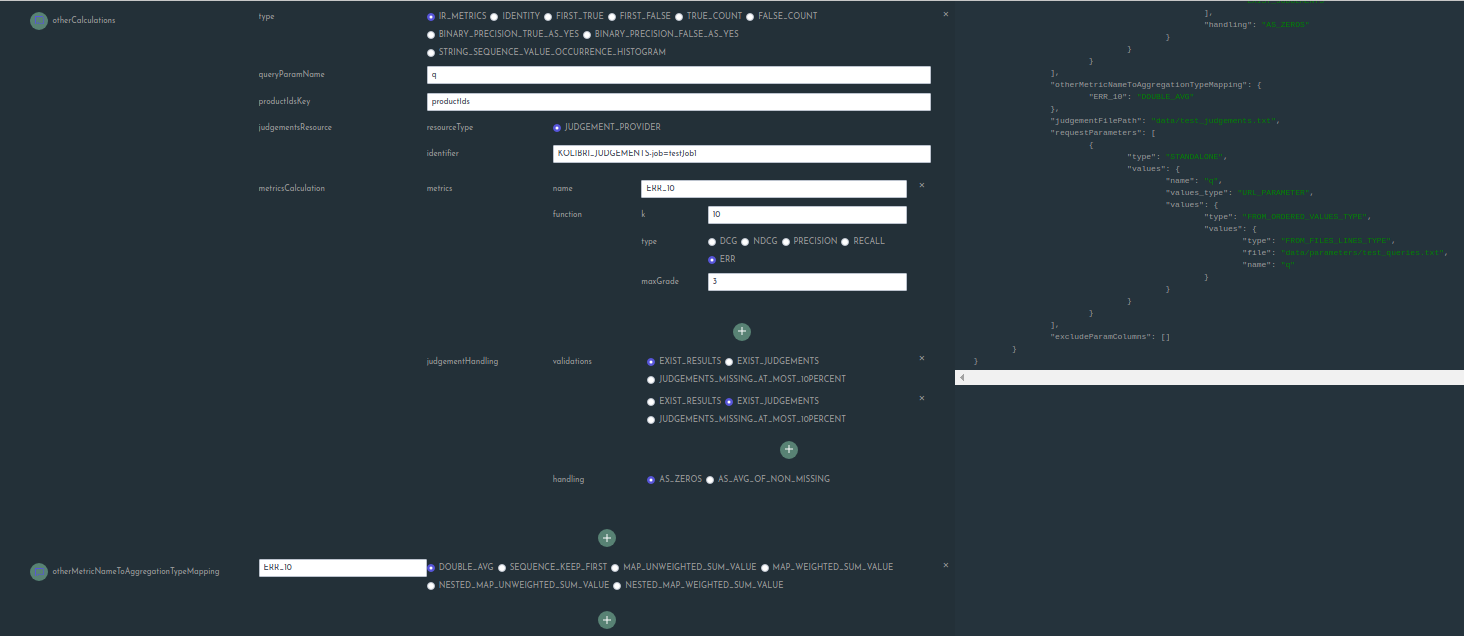 otherCalculations
type
IR_METRICS IDENTITY FIRST_TRUE FIRST_FALSE TRUE_COUNT FALSE_COUNT
×
BINARY_PRECISION_TRUE_AS_YES BINARY_PRECISION_FALSE_AS_YES
STRING_SEQUENCE_VALUE_OCCURRENCE_HISTOGRAM
queryParamName
q
productIdsKey
productIds
judgementsResource
resourceType
JUDGEMENT_PROVIDER
identifier
KOLIBRI_JUDGEMENTS-job=testJob1
metricsCalculation
metrics
name
ERR_10
×
function
k
10
type
DCG NDCG PRECISION RECALL
ERR
maxGrade
3
+
judgementHandling
validations
EXIST_RESULTS EXIST_JUDGEMENTS
×
JUDGEMENTS_MISSING_AT_MOST_10PERCENT
EXIST_RESULTS EXIST_JUDGEMENTS
×
JUDGEMENTS_MISSING_AT_MOST_10PERCENT
+
handling
AS_ZEROS AS_AVG_OF_NON_MISSING
+
otherMetricNameToAggregationTypeMapping
ERR_10
DOUBLE_AVG SEQUENCE_KEEP_FIRST MAP_UNWEIGHTED_SUM_VALUE MAP_WEIGHTED_SUM_VALUE
×
NESTED_MAP_UNWEIGHTED_SUM_VALUE NESTED_MAP_WEIGHTED_SUM_VALUE
+
],
"handling": "AS_ZEROS"
}
}
}
],
"otherMetricNameToAggregationTypeMapping": {
"ERR_10": "DOUBLE_AVG"
},
"judgementFilePath": "data/test_judgements.txt",
"requestParameters": [
{
"type": "STANDALONE",
"values": {
"name": "q",
"values_type": "URL_PARAMETER",
"values": {
"type": "FROM_ORDERED_VALUES_TYPE",
"values": {
"type": "FROM_FILES_LINES_TYPE",
"file": "data/parameters/test_queries.txt",
"name": "q"
}
}
}
}
],
"excludeParamColumns": []
}
}